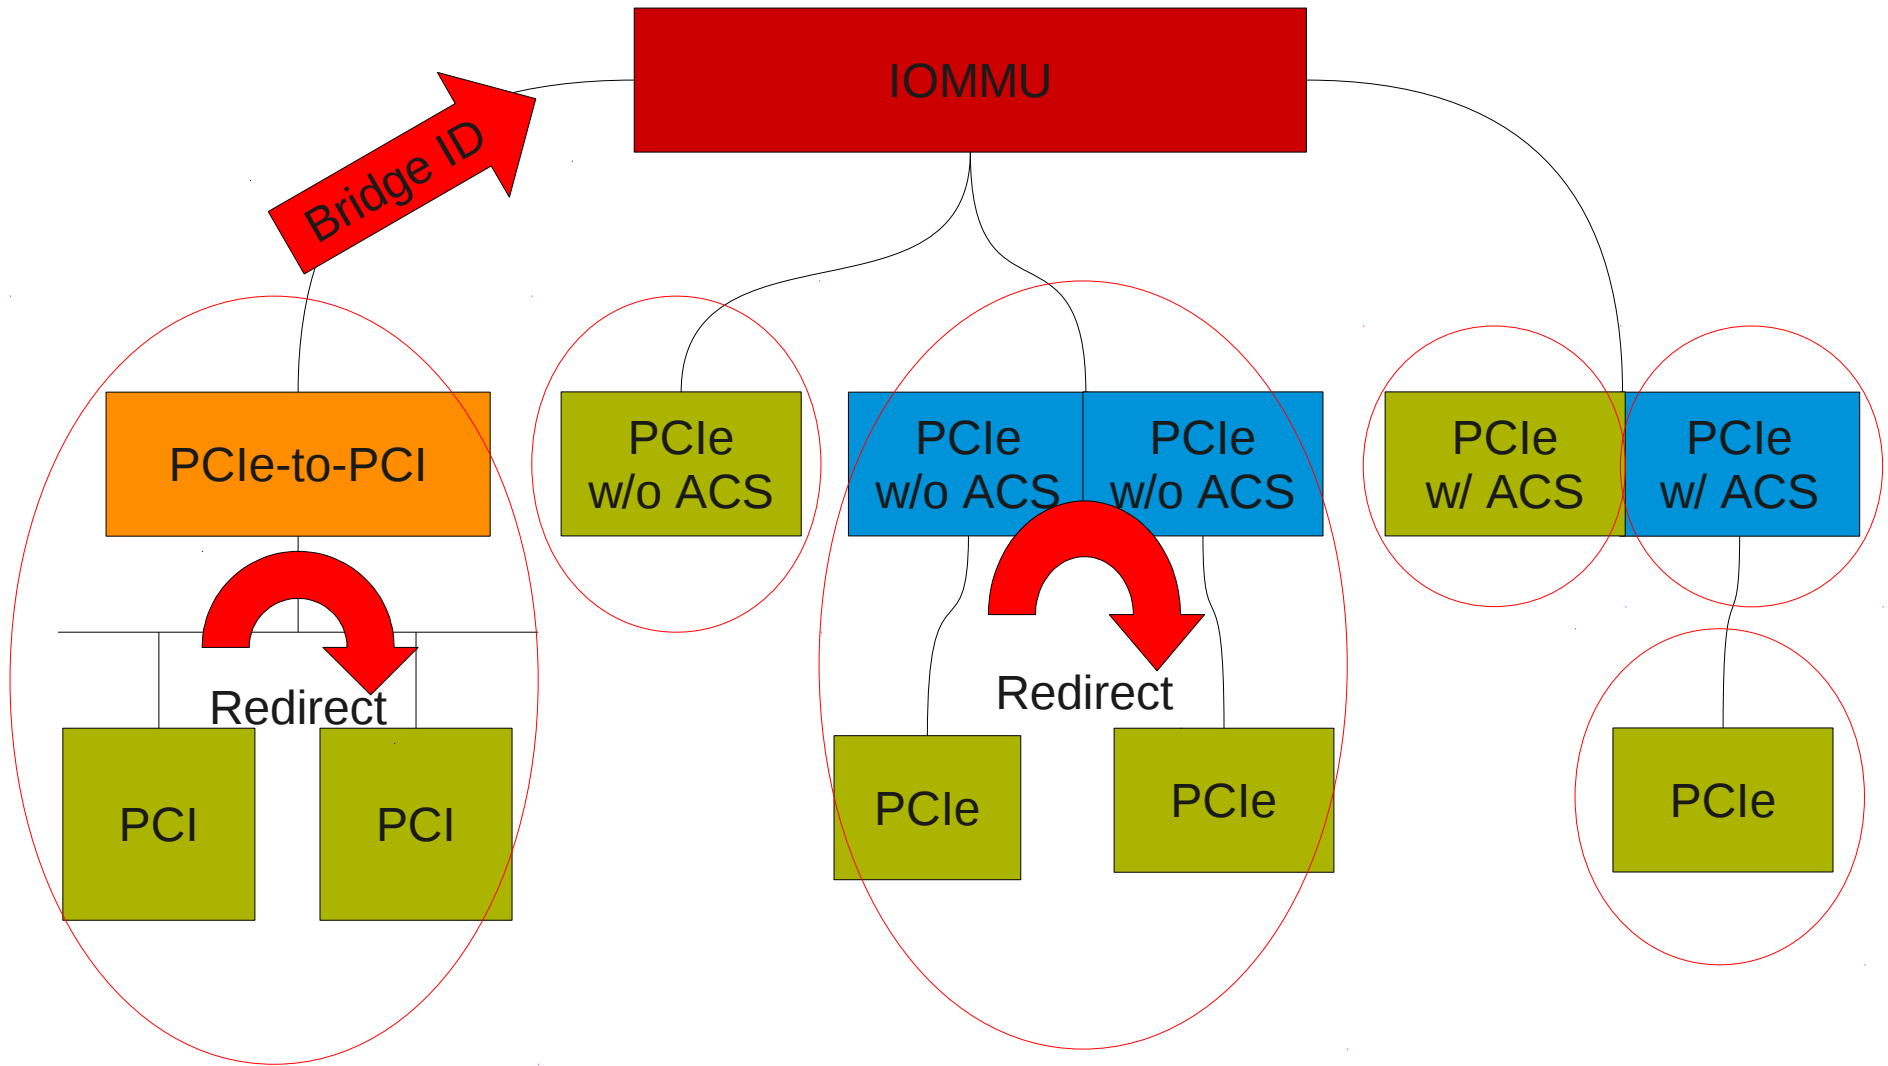 IOMMU
Bridge ID
PCIe-to-PCI
PCIe
w/o ACS
PCIe
w/o ACS
PCIe
w/o ACS
PCIe
w/ ACS
PCIe
w/ ACS
Redirect
Redirect
PCI
PCI
PCIe
PCIe
PCIe